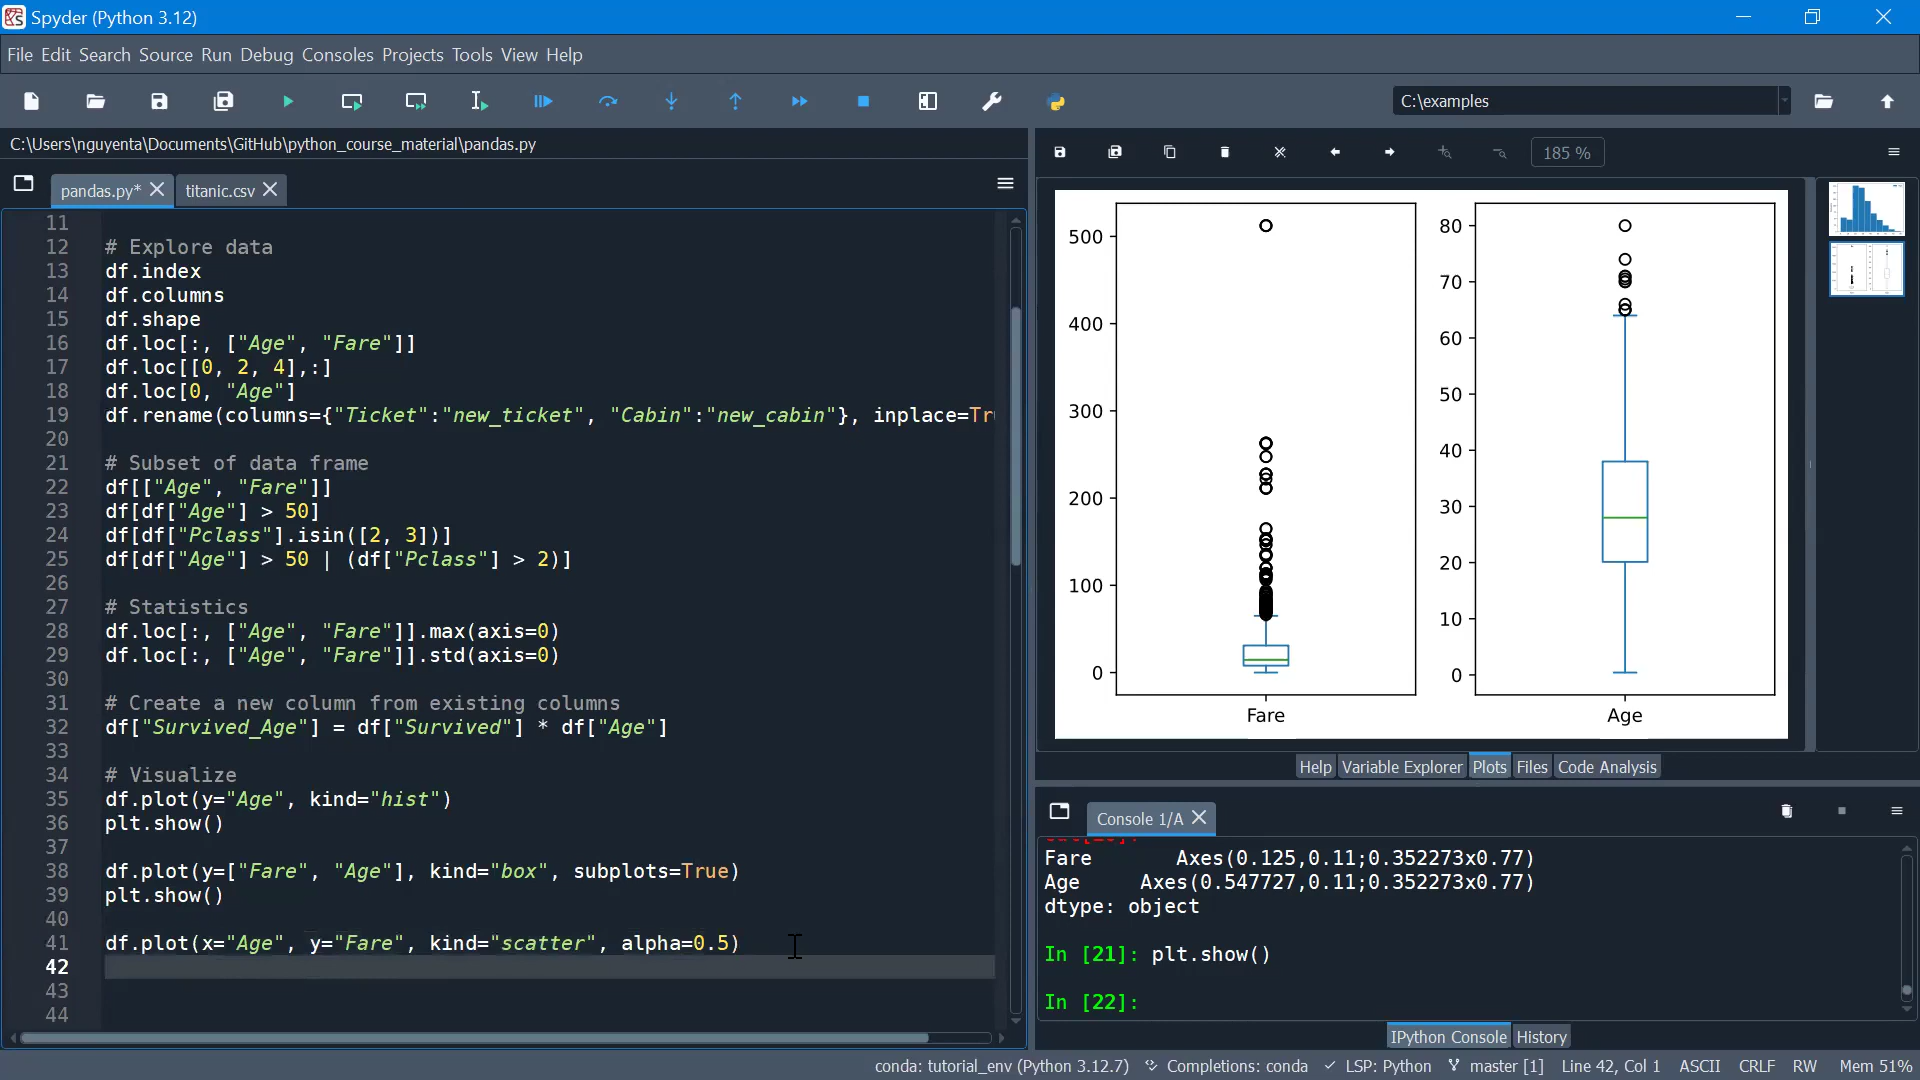 Spyder (Python 3.12)
File Edit Search Source Run Debug Consoles Projects Tools View Help
C:\examples
C:\Users\nguyenta\Documents\GitHub\python_course_material\pandas.py
pandas.py*
titanic.csv
11
12 # Explore data
13 df.index
14 df.columns
15 df.shape
16 df.loc[:, ["Age", "Fare"]]
17 df.loc[[0, 2, 4],:]
18 df.loc[0, "Age"]
19 df.rename(columns={"Ticket":"new_ticket", "Cabin":"new_cabin"}, inplace=Tr
20
21 # Subset of data frame
22 df[["Age", "Fare"]]
23 df[df["Age"] > 50]
24 df[df["Pclass"].isin([2, 3])]
25 df[df["Age"] > 50 | (df["Pclass"] > 2)]
26
27 # Statistics
28 df.loc[:, ["Age", "Fare"]].max(axis=0)
29 df.loc[:, ["Age", "Fare"]].std(axis=0)
30
31 # Create a new column from existing columns
32 df["Survived_Age"] = df["Survived"] * df["Age"]
33
34 # Visualize
35 df.plot(y="Age", kind="hist")
36 plt.show()
37
38 df.plot(y=["Fare", "Age"], kind="box", subplots=True)
39 plt.show()
40
41 df.plot(x="Age", y="Fare", kind="scatter", alpha=0.5)
42
43
44
185 %
500
400
300
200
100
0
Fare
80
70
60
50
40
30
20
10
0
Age
Help Variable Explorer Plots Files Code Analysis
Console 1/A
Fare Axes(0.125,0.11;0.352273x0.77)
Age Axes(0.547727,0.11;0.352273x0.77)
dtype: object
In [21]: plt.show()
In [22]:
IPython Console History
conda: tutorial_env (Python 3.12.7) Completions: conda LSP: Python master [1] Line 42, Col 1 ASCII CRLF RW Mem 51%